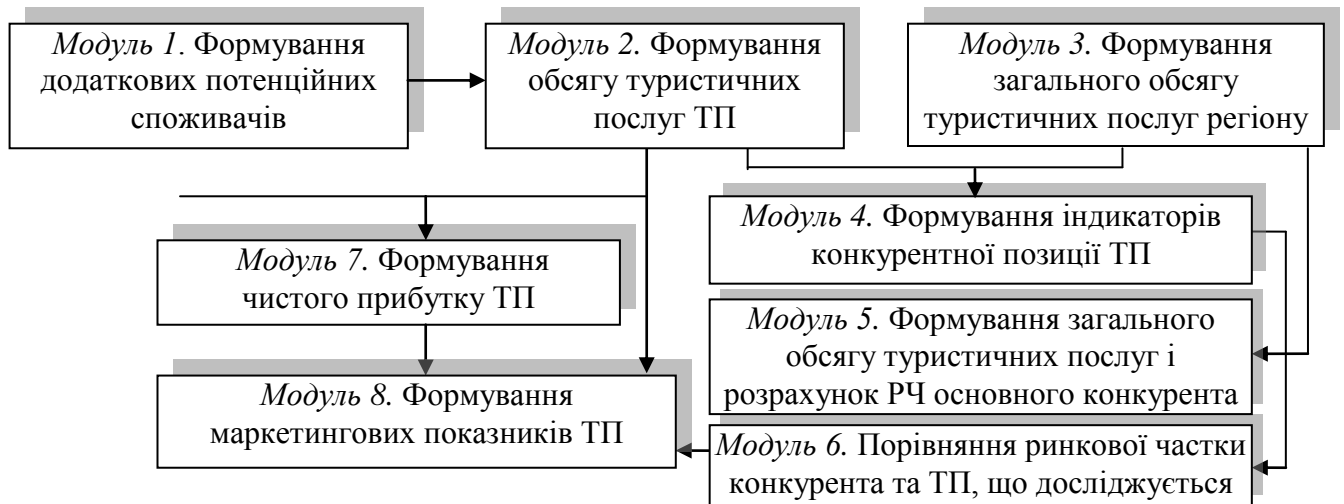 Модуль 1. Формування
додаткових потенційних
споживачів
Модуль 2. Формування
обсягу туристичних
послуг ТП
Модуль 3. Формування
загального обсягу
туристичних послуг регіону
Модуль 4. Формування індикаторів
конкурентної позиції ТП
Модуль 7. Формування
чистого прибутку ТП
Модуль 5. Формування загального
обсягу туристичних послуг і
розрахунок РЧ основного конкурента
Модуль 8. Формування
маркетингових показників ТП
Модуль 6. Порівняння ринкової частки
конкурента та ТП, що досліджується